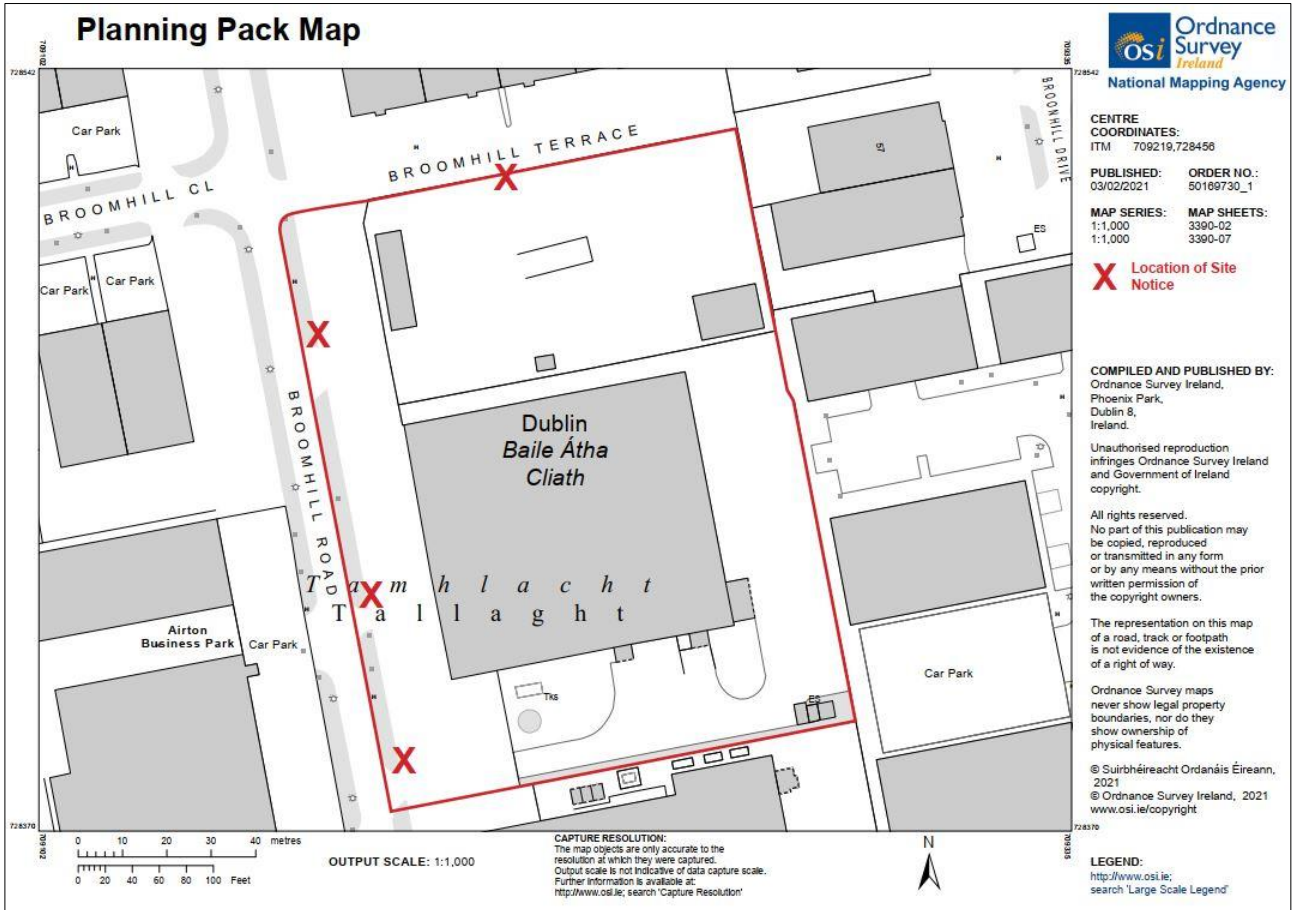 Planning Pack Map
709102
709335
728542
728542
Car Park
BROOMHILL CL
BROOMHILL TERRACE
BROOMHILL DRIVE
57
ES
Car Park
Car Park
X
X
BROOMHILL ROAD
Dublin
Baile Átha
Cliath
Tamhlacht
X
Tallaght
Airton
Business Park
Car Park
Car Park
TKs
ES
X
728370
728370
709102
709335
OSi
Ordnance
Survey
Ireland
National Mapping Agency
CENTRE
COORDINATES:
ITM 709219,728456
PUBLISHED: ORDER NO.:
03/02/2021 50169730_1
MAP SERIES: MAP SHEETS:
1:1,000 3390-02
1:1,000 3390-07
X Location of Site
Notice
COMPILED AND PUBLISHED BY:
Ordnance Survey Ireland,
Phoenix Park,
Dublin 8,
Ireland.
Unauthorised reproduction
infringes Ordnance Survey Ireland
and Government of Ireland
copyright.
All rights reserved.
No part of this publication may
be copied, reproduced
or transmitted in any form
or by any means without the prior
written permission of
the copyright owners.
The representation on this map
of a road, track or footpath
is not evidence of the existence
of a right of way.
Ordnance Survey maps
never show legal property
boundaries, nor do they
show ownership of
physical features.
© Suirbhéireacht Ordanáis Éireann,
2021
© Ordnance Survey Ireland, 2021
www.osi.ie/copyright
0 10 20 30 40 metres
0 20 40 60 80 100 Feet
OUTPUT SCALE: 1:1,000
CAPTURE RESOLUTION:
The map objects are only accurate to the
resolution at which they were captured.
Output scale is not indicative of data capture scale.
Further information is available at:
http://www.osi.ie; search 'Capture Resolution'
N
LEGEND:
http://www.osi.ie;
search 'Large Scale Legend'